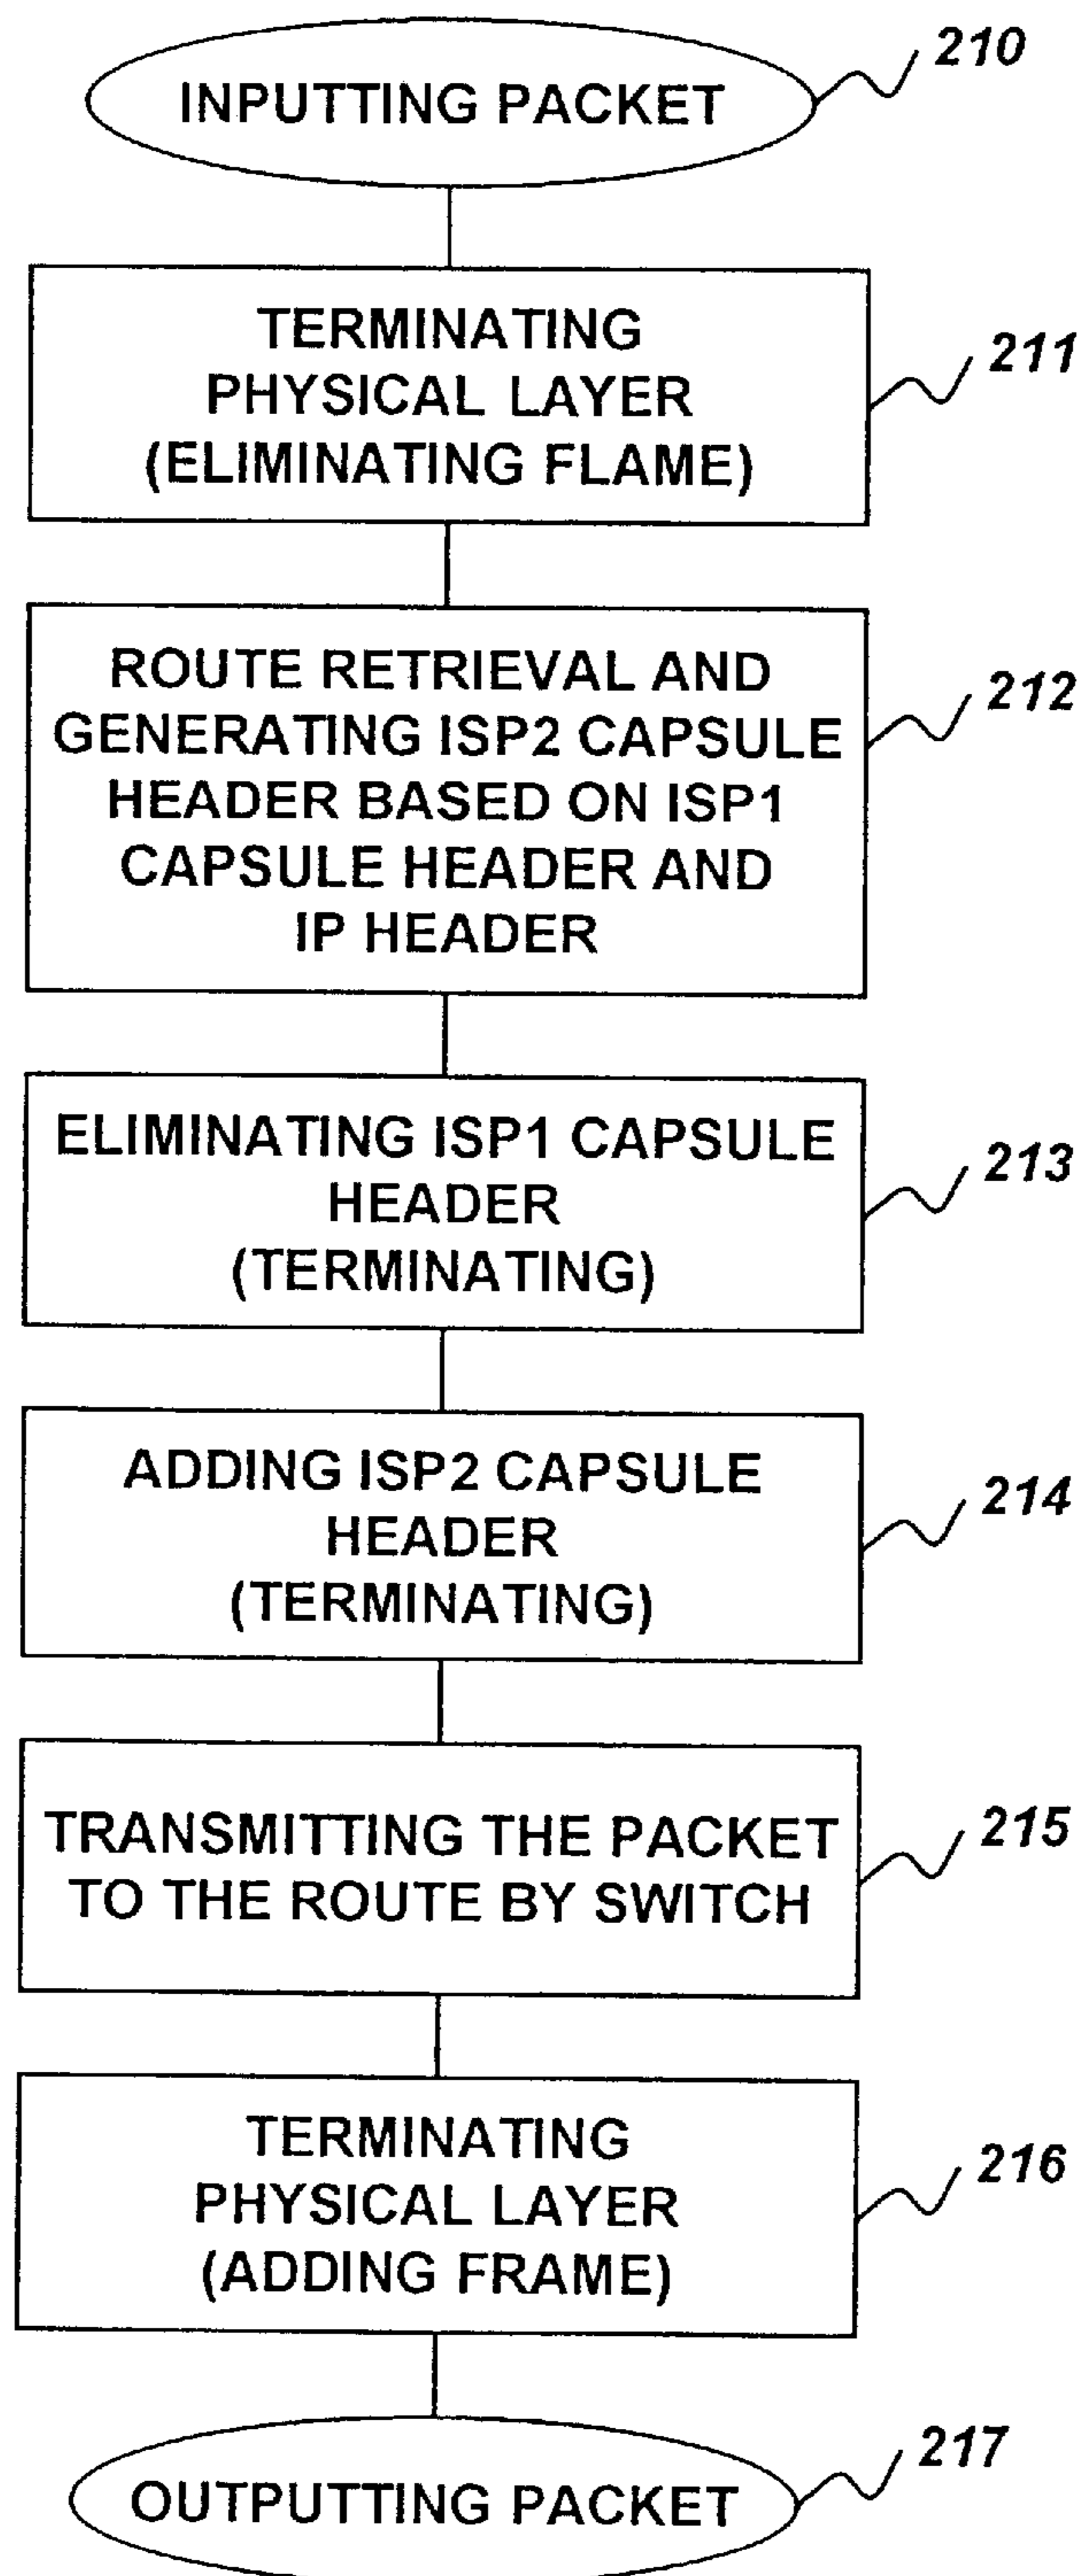 INPUTTING PACKET
210
TERMINATING
PHYSICAL LAYER
(ELIMINATING FLAME)
211
ROUTE RETRIEVAL AND
GENERATING ISP2 CAPSULE
HEADER BASED ON ISP1
CAPSULE HEADER AND
IP HEADER
212
ELIMINATING ISP1 CAPSULE
HEADER
(TERMINATING)
213
ADDING ISP2 CAPSULE
HEADER
(TERMINATING)
214
TRANSMITTING THE PACKET
TO THE ROUTE BY SWITCH
215
TERMINATING
PHYSICAL LAYER
(ADDING FRAME)
216
OUTPUTTING PACKET
217